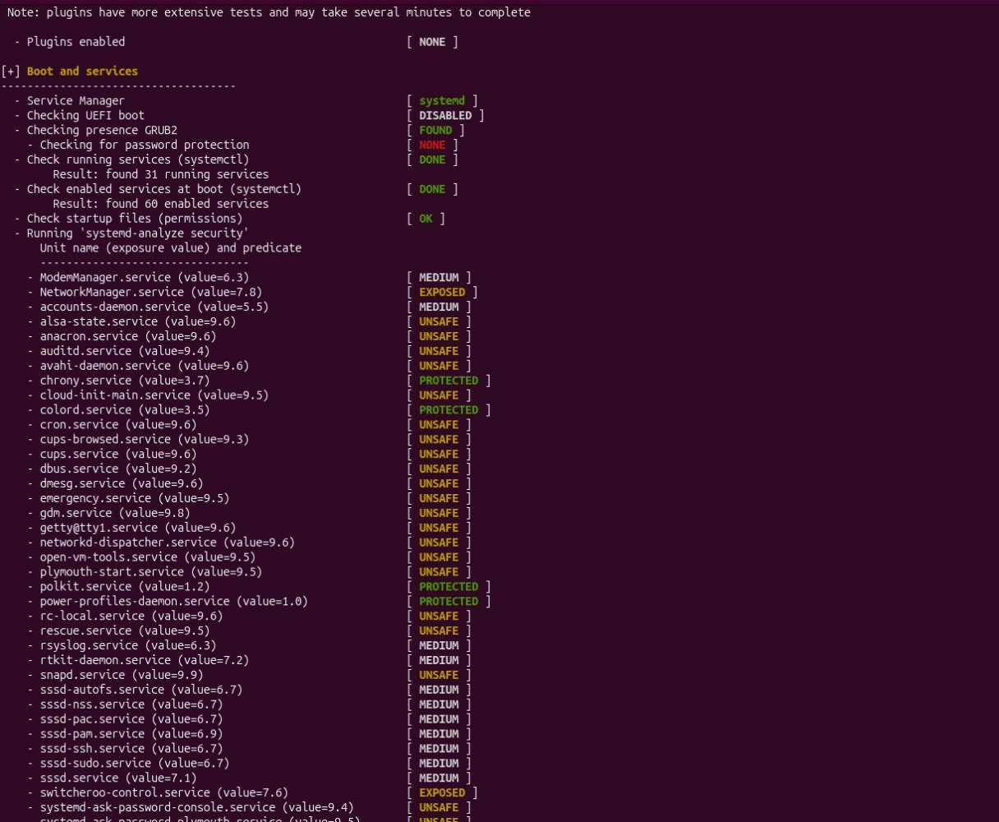 Note: plugins have more extensive tests and may take several minutes to complete
- Plugins enabled [ NONE ]
[+] Boot and services
------------------------------------
- Service Manager [ systemd ]
- Checking UEFI boot [ DISABLED ]
- Checking presence GRUB2 [ FOUND ]
- Checking for password protection [ NONE ]
- Check running services (systemctl) [ DONE ]
Result: found 31 running services
- Check enabled services at boot (systemctl) [ DONE ]
Result: found 60 enabled services
- Check startup files (permissions) [ OK ]
- Running 'systemd-analyze security'
Unit name (exposure value) and predicate
--------------------------------
- ModemManager.service (value=6.3) [ MEDIUM ]
- NetworkManager.service (value=7.8) [ EXPOSED ]
- accounts-daemon.service (value=5.5) [ MEDIUM ]
- alsa-state.service (value=9.6) [ UNSAFE ]
- anacron.service (value=9.6) [ UNSAFE ]
- auditd.service (value=9.4) [ UNSAFE ]
- avahi-daemon.service (value=9.6) [ UNSAFE ]
- chrony.service (value=3.7) [ PROTECTED ]
- cloud-init-main.service (value=9.5) [ UNSAFE ]
- colord.service (value=3.5) [ PROTECTED ]
- cron.service (value=9.6) [ UNSAFE ]
- cups-browsed.service (value=9.3) [ UNSAFE ]
- cups.service (value=9.6) [ UNSAFE ]
- dbus.service (value=9.2) [ UNSAFE ]
- dmesg.service (value=9.6) [ UNSAFE ]
- emergency.service (value=9.5) [ UNSAFE ]
- gdm.service (value=9.8) [ UNSAFE ]
- getty@tty1.service (value=9.6) [ UNSAFE ]
- networkd-dispatcher.service (value=9.6) [ UNSAFE ]
- open-vm-tools.service (value=9.5) [ UNSAFE ]
- plymouth-start.service (value=9.5) [ UNSAFE ]
- polkit.service (value=1.2) [ PROTECTED ]
- power-profiles-daemon.service (value=1.0) [ PROTECTED ]
- rc-local.service (value=9.6) [ UNSAFE ]
- rescue.service (value=9.5) [ UNSAFE ]
- rsyslog.service (value=6.3) [ MEDIUM ]
- rtkit-daemon.service (value=7.2) [ MEDIUM ]
- snapd.service (value=9.9) [ UNSAFE ]
- sssd-autofs.service (value=6.7) [ MEDIUM ]
- sssd-nss.service (value=6.7) [ MEDIUM ]
- sssd-pac.service (value=6.7) [ MEDIUM ]
- sssd-pam.service (value=6.9) [ MEDIUM ]
- sssd-ssh.service (value=6.7) [ MEDIUM ]
- sssd-sudo.service (value=6.7) [ MEDIUM ]
- sssd.service (value=7.1) [ MEDIUM ]
- switcheroo-control.service (value=7.6) [ EXPOSED ]
- systemd-ask-password-console.service (value=9.4) [ UNSAFE ]
- systemd-ask-password-plymouth.service (value=9.5) [ UNSAFE ]